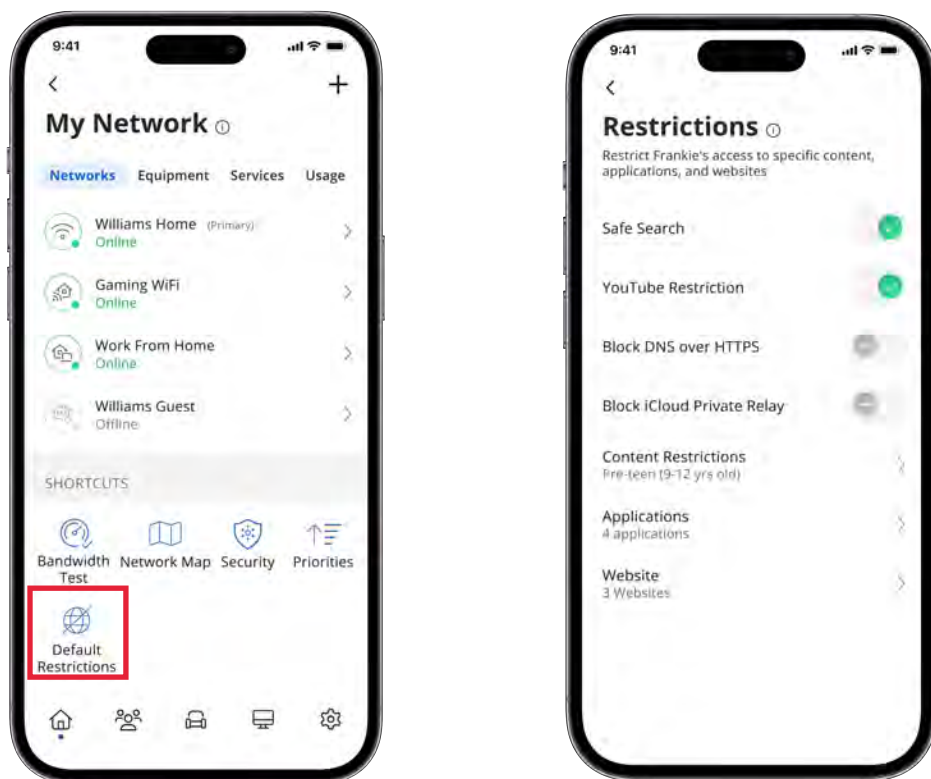 9:41
My Network
Networks Equipment Services Usage
Williams Home (Primary)
Online
Gaming WiFi
Online
Work From Home
Online
Williams Guest
Offline
SHORTCUTS
Bandwidth
Test
Network Map
Security
Priorities
Default
Restrictions
9:41
Restrictions
Restrict Frankie's access to specific content,
applications, and websites
Safe Search
YouTube Restriction
Block DNS over HTTPS
Block iCloud Private Relay
Content Restrictions
Pre-teen (9-12 yrs old)
Applications
4 applications
Website
3 Websites